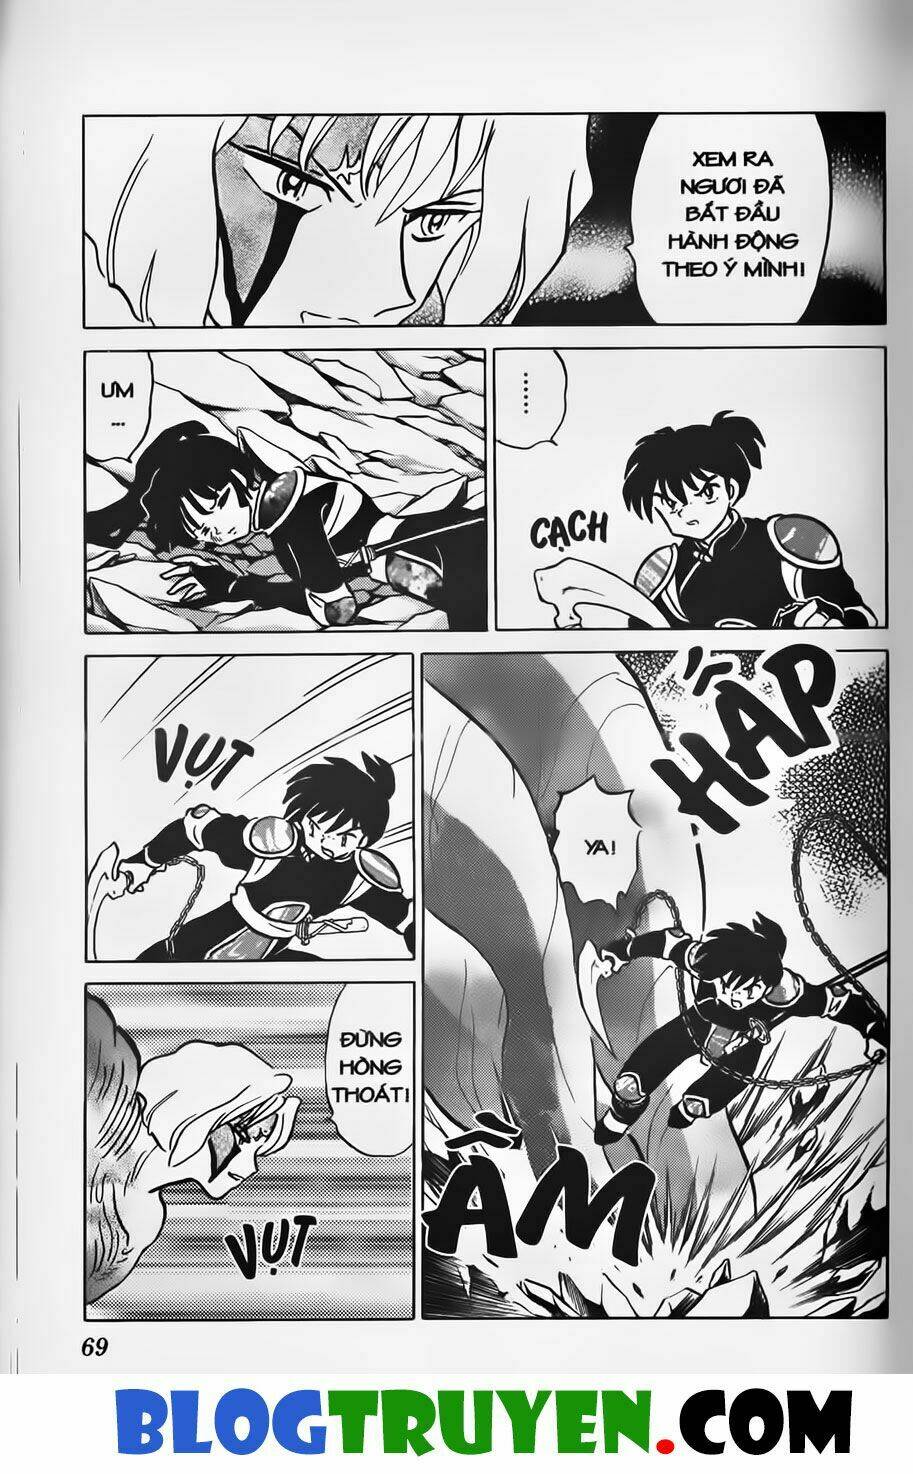 XEM RA
NGƯƠI ĐÃ
BẮT ĐẦU
HÀNH ĐỘNG
THEO Ý MÌNH!
........
CẠCH
ƯM
...
HẤP
YA!
ẦM
VỤT
ĐỪNG
HÒNG
THOÁT!
VỤT
69
BLOGTRUYEN.COM